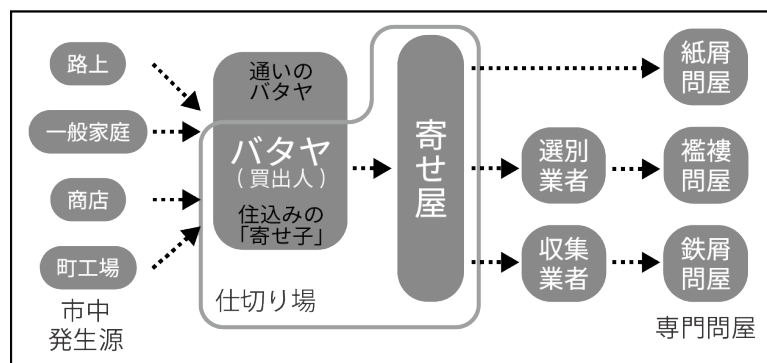 路上
一般家庭
商店
町工場
市中
発生源
通いの
バタヤ
バタヤ
(買出人)
住込みの
「寄せ子」
仕切り場
寄せ屋
選別
業者
収集
業者
紙屑
問屋
襤褸
問屋
鉄屑
問屋
専門問屋